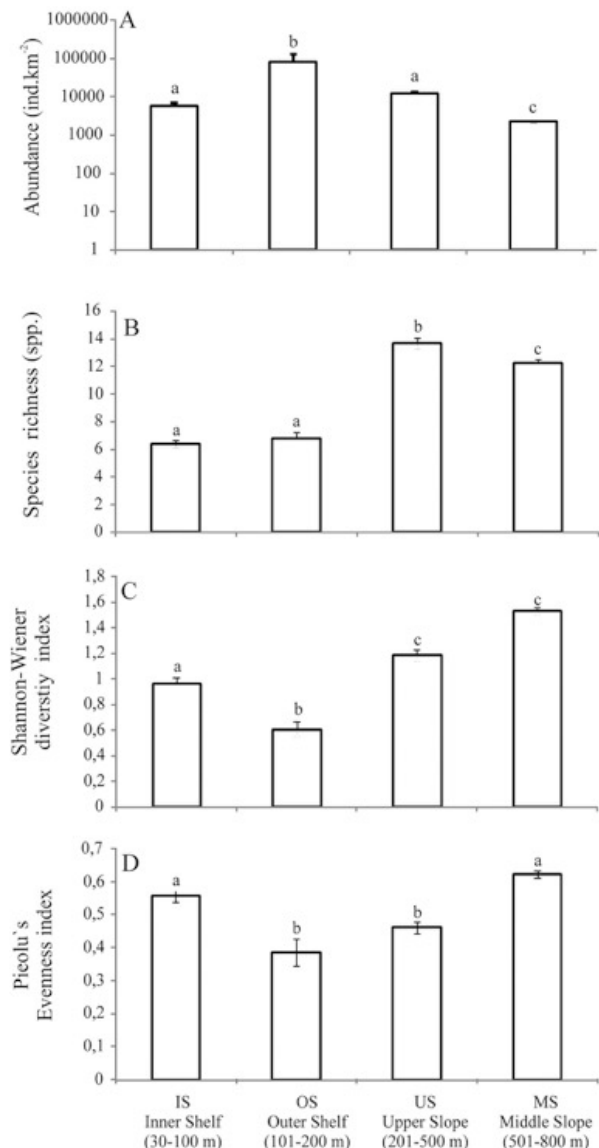 A
Abundance (ind.km-2)
1000000
100000
10000
1000
100
10
1
a
b
a
c
B
Species richness (spp.)
16
14
12
10
8
6
4
2
0
a
a
b
c
C
Shannon-Wiener
diverstiy index
1,8
1,6
1,4
1,2
1
0,8
0,6
0,4
0,2
0
a
b
c
c
D
Pieolu`s
Evenness index
0,7
0,6
0,5
0,4
0,3
0,2
0,1
0
a
b
b
a
IS OS US MS
Inner Shelf Outer Shelf Upper Slope Middle Slope
(30-100 m) (101-200 m) (201-500 m) (501-800 m)